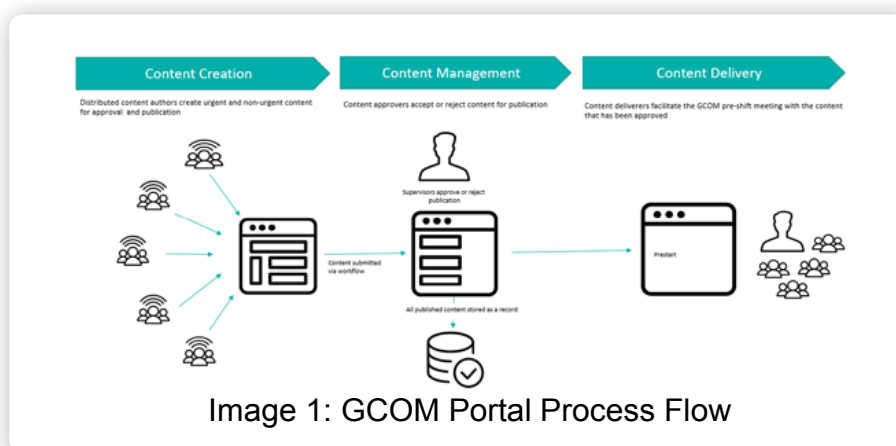 Content Creation
Content Management
Content Delivery
Distributed content authors create urgent and non-urgent content
for approval and publication
Content approvers accept or reject content for publication
Content deliverers facilitate the GCOM pre-shift meeting with the content
that has been approved
Supervisors approve or reject
publication
Content submitted
via workflow
Prestart
All published content stored as a record
Image 1: GCOM Portal Process Flow